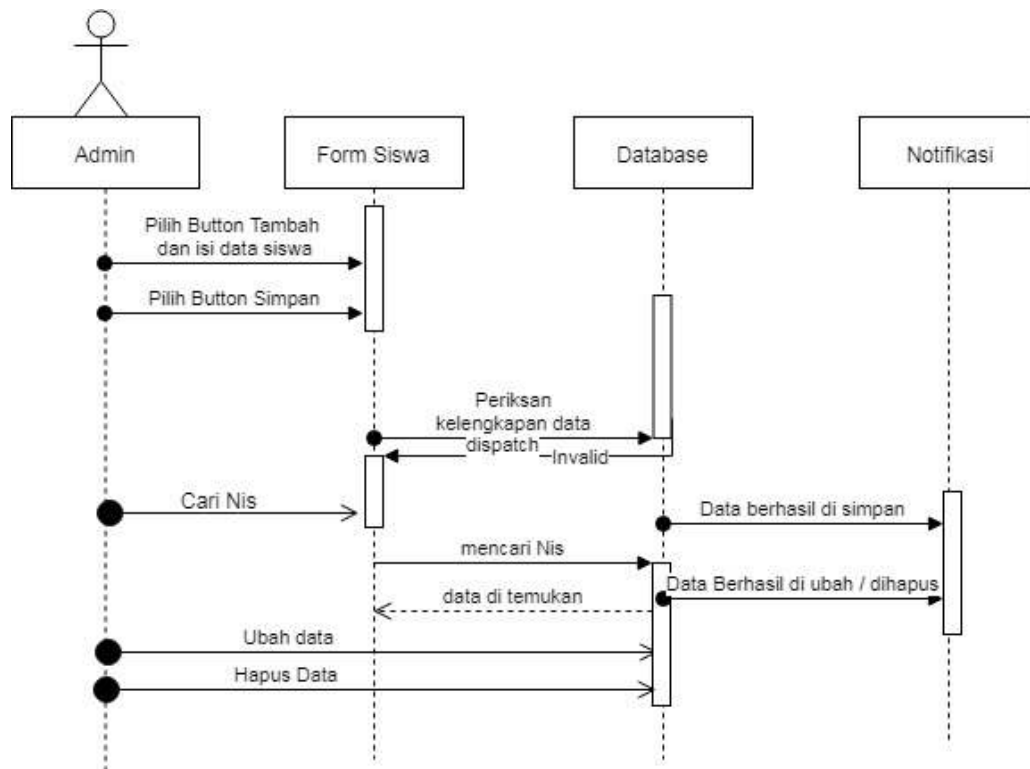 Admin
Form Siswa
Database
Notifikasi
Pilih Button Tambah
dan isi data siswa
Pilih Button Simpan
Periksan
kelengkapan data
dispatch
Invalid
Cari Nis
Data berhasil di simpan
mencari Nis
Data Berhasil di ubah / dihapus
data di temukan
Ubah data
Hapus Data